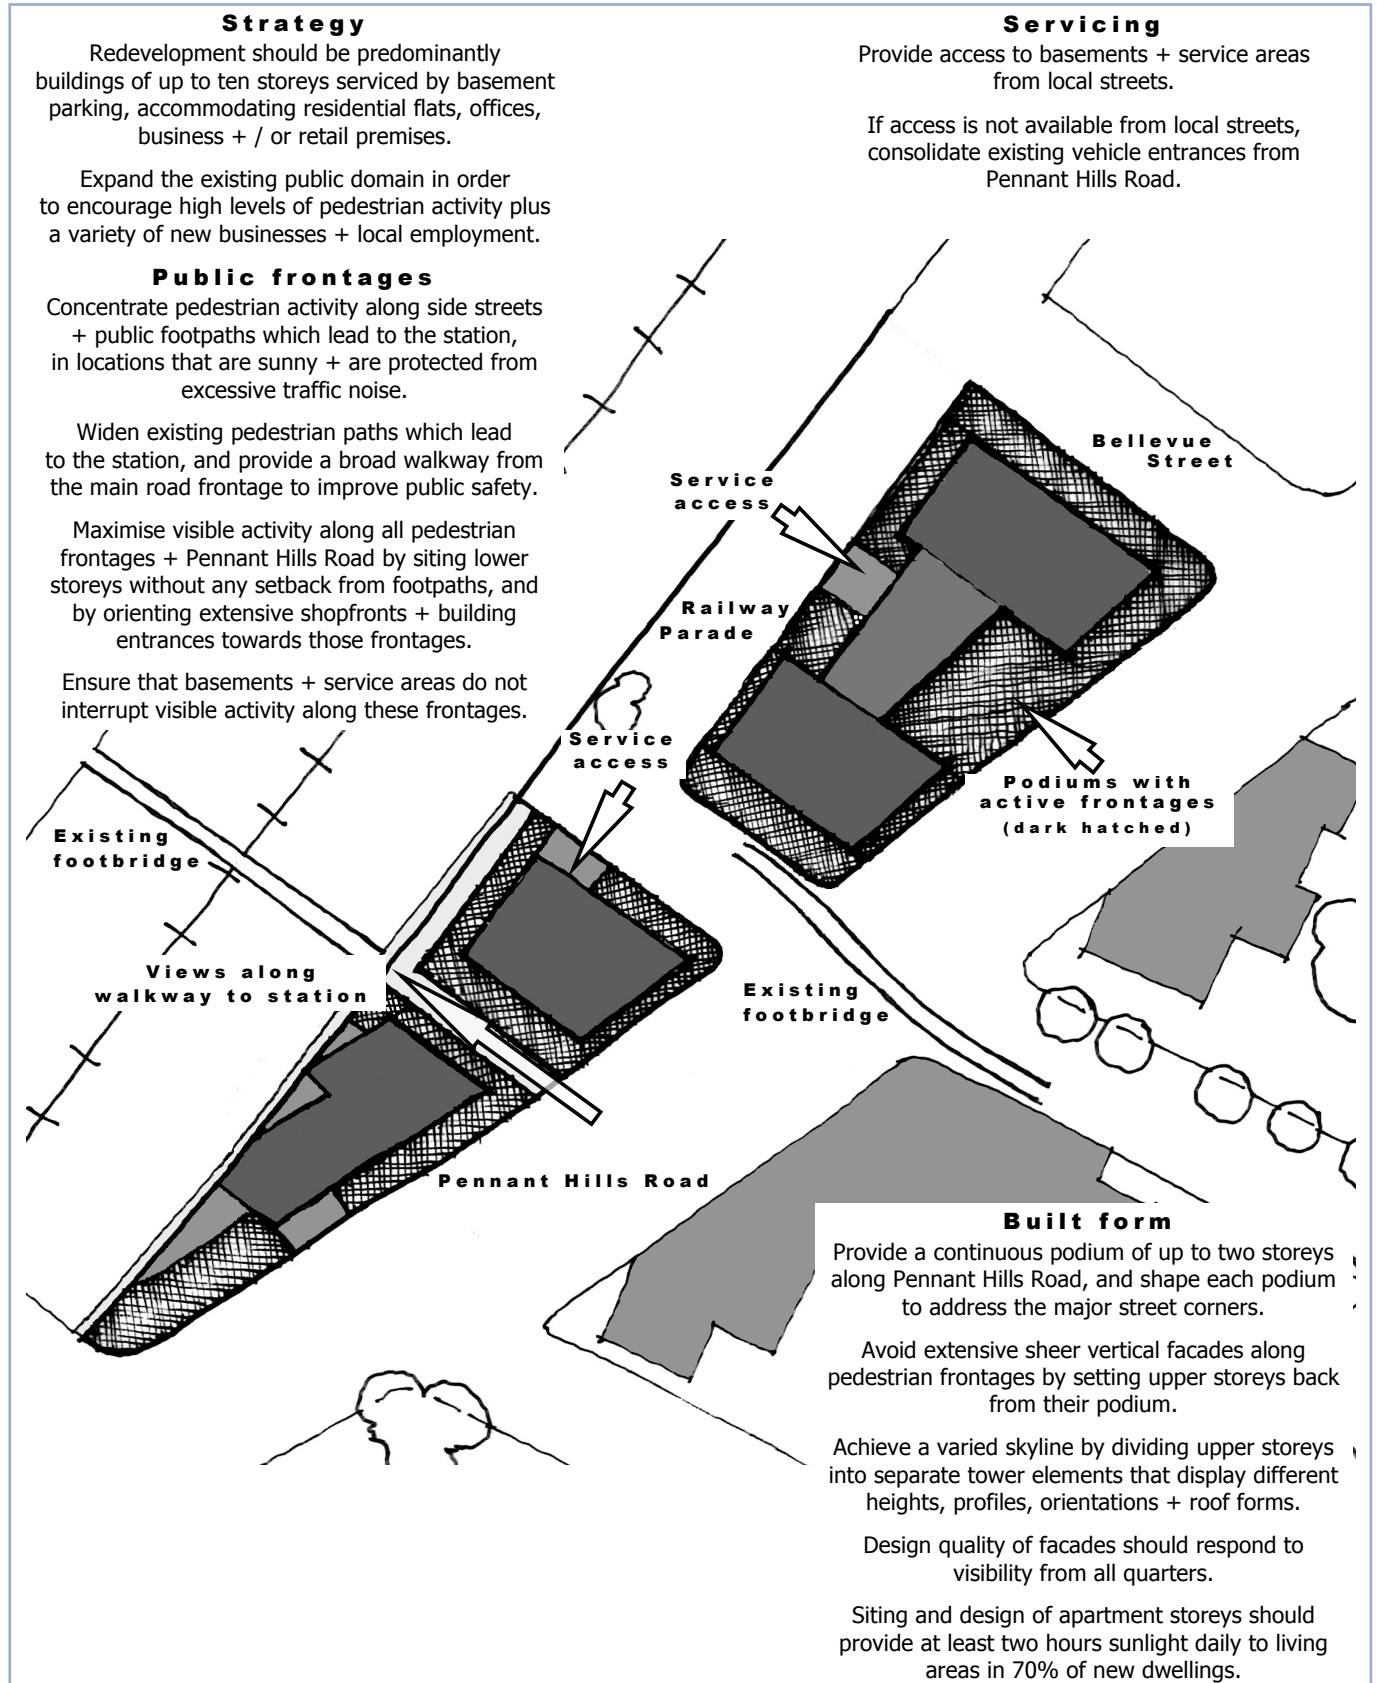 Strategy
Redevelopment should be predominantly
buildings of up to ten storeys serviced by basement
parking, accommodating residential flats, offices,
business + / or retail premises.
Expand the existing public domain in order
to encourage high levels of pedestrian activity plus
a variety of new businesses + local employment.
Public frontages
Concentrate pedestrian activity along side streets
+ public footpaths which lead to the station,
in locations that are sunny + are protected from
excessive traffic noise.
Widen existing pedestrian paths which lead
to the station, and provide a broad walkway from
the main road frontage to improve public safety.
Maximise visible activity along all pedestrian
frontages + Pennant Hills Road by siting lower
storeys without any setback from footpaths, and
by orienting extensive shopfronts + building
entrances towards those frontages.
Ensure that basements + service areas do not
interrupt visible activity along these frontages.
Servicing
Provide access to basements + service areas
from local streets.
If access is not available from local streets,
consolidate existing vehicle entrances from
Pennant Hills Road.
Bellevue
Street
Service
access
Railway
Parade
Service
access
Podiums with
active frontages
(dark hatched)
Existing
footbridge
Views along
walkway to station
Existing
footbridge
Pennant Hills Road
Built form
Provide a continuous podium of up to two storeys
along Pennant Hills Road, and shape each podium
to address the major street corners.
Avoid extensive sheer vertical facades along
pedestrian frontages by setting upper storeys back
from their podium.
Achieve a varied skyline by dividing upper storeys
into separate tower elements that display different
heights, profiles, orientations + roof forms.
Design quality of facades should respond to
visibility from all quarters.
Siting and design of apartment storeys should
provide at least two hours sunlight daily to living
areas in 70% of new dwellings.